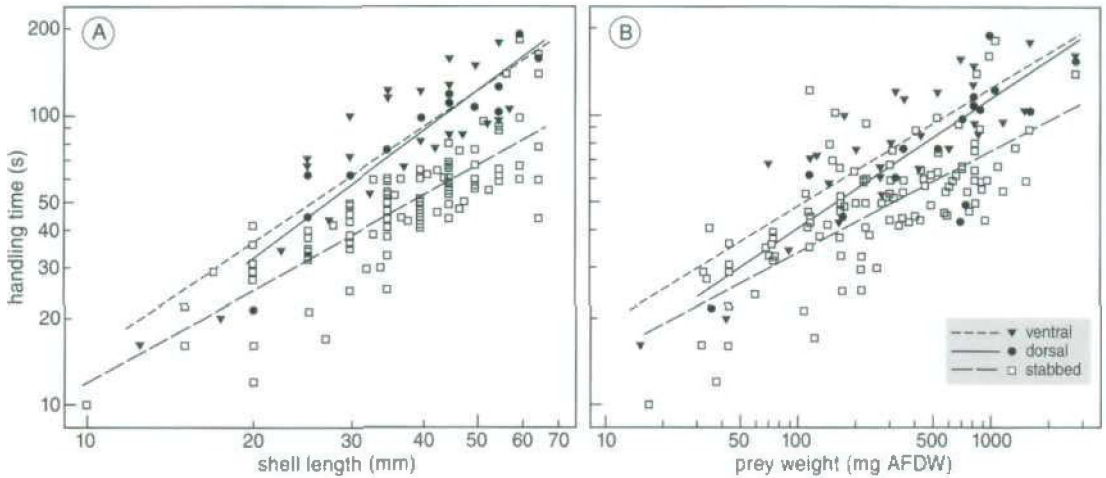 A
B
200
100
50
40
30
20
10
handling time (s)
10 20 30 40 50 60 70
shell length (mm)
10 50 100 500 1000
prey weight (mg AFDW)
ventral
dorsal
stabbed